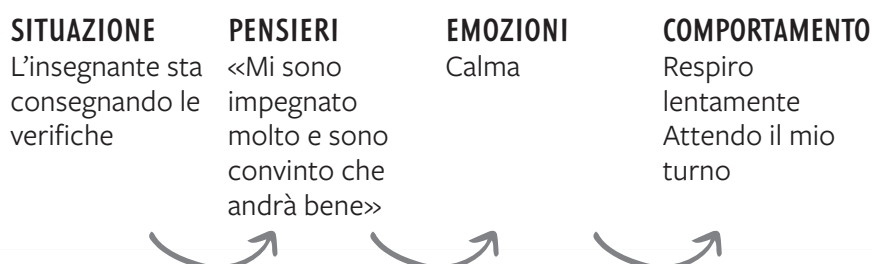 SITUAZIONE
L’insegnante sta
consegnando le
verifiche
PENSIERI
«Mi sono
impegnato
molto e sono
convinto che
andrà bene»
EMOZIONI
Calma
COMPORTAMENTO
Respiro
lentamente
Attendo il mio
turno